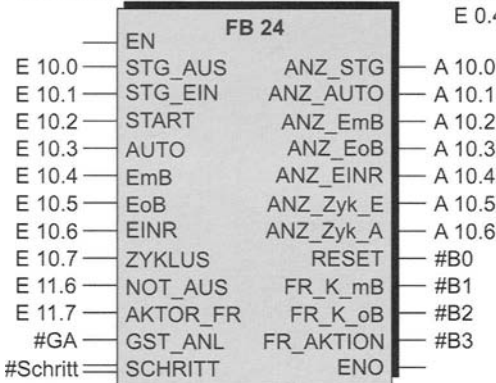 E 0.4
FB 24
EN
E 10.0 STG_AUS ANZ_STG A 10.0
E 10.1 STG_EIN ANZ_AUTO A 10.1
E 10.2 START ANZ_EmB A 10.2
E 10.3 AUTO ANZ_EoB A 10.3
E 10.4 EmB ANZ_EINR A 10.4
E 10.5 EoB ANZ_Zyk_E A 10.5
E 10.6 EINR ANZ_Zyk_A A 10.6
E 10.7 ZYKLUS RESET #B0
E 11.6 NOT_AUS FR_K_mB #B1
E 11.7 AKTOR_FR FR_K_oB #B2
#GA GST_ANL FR_AKTION #B3
#Schritt SCHRITT ENO